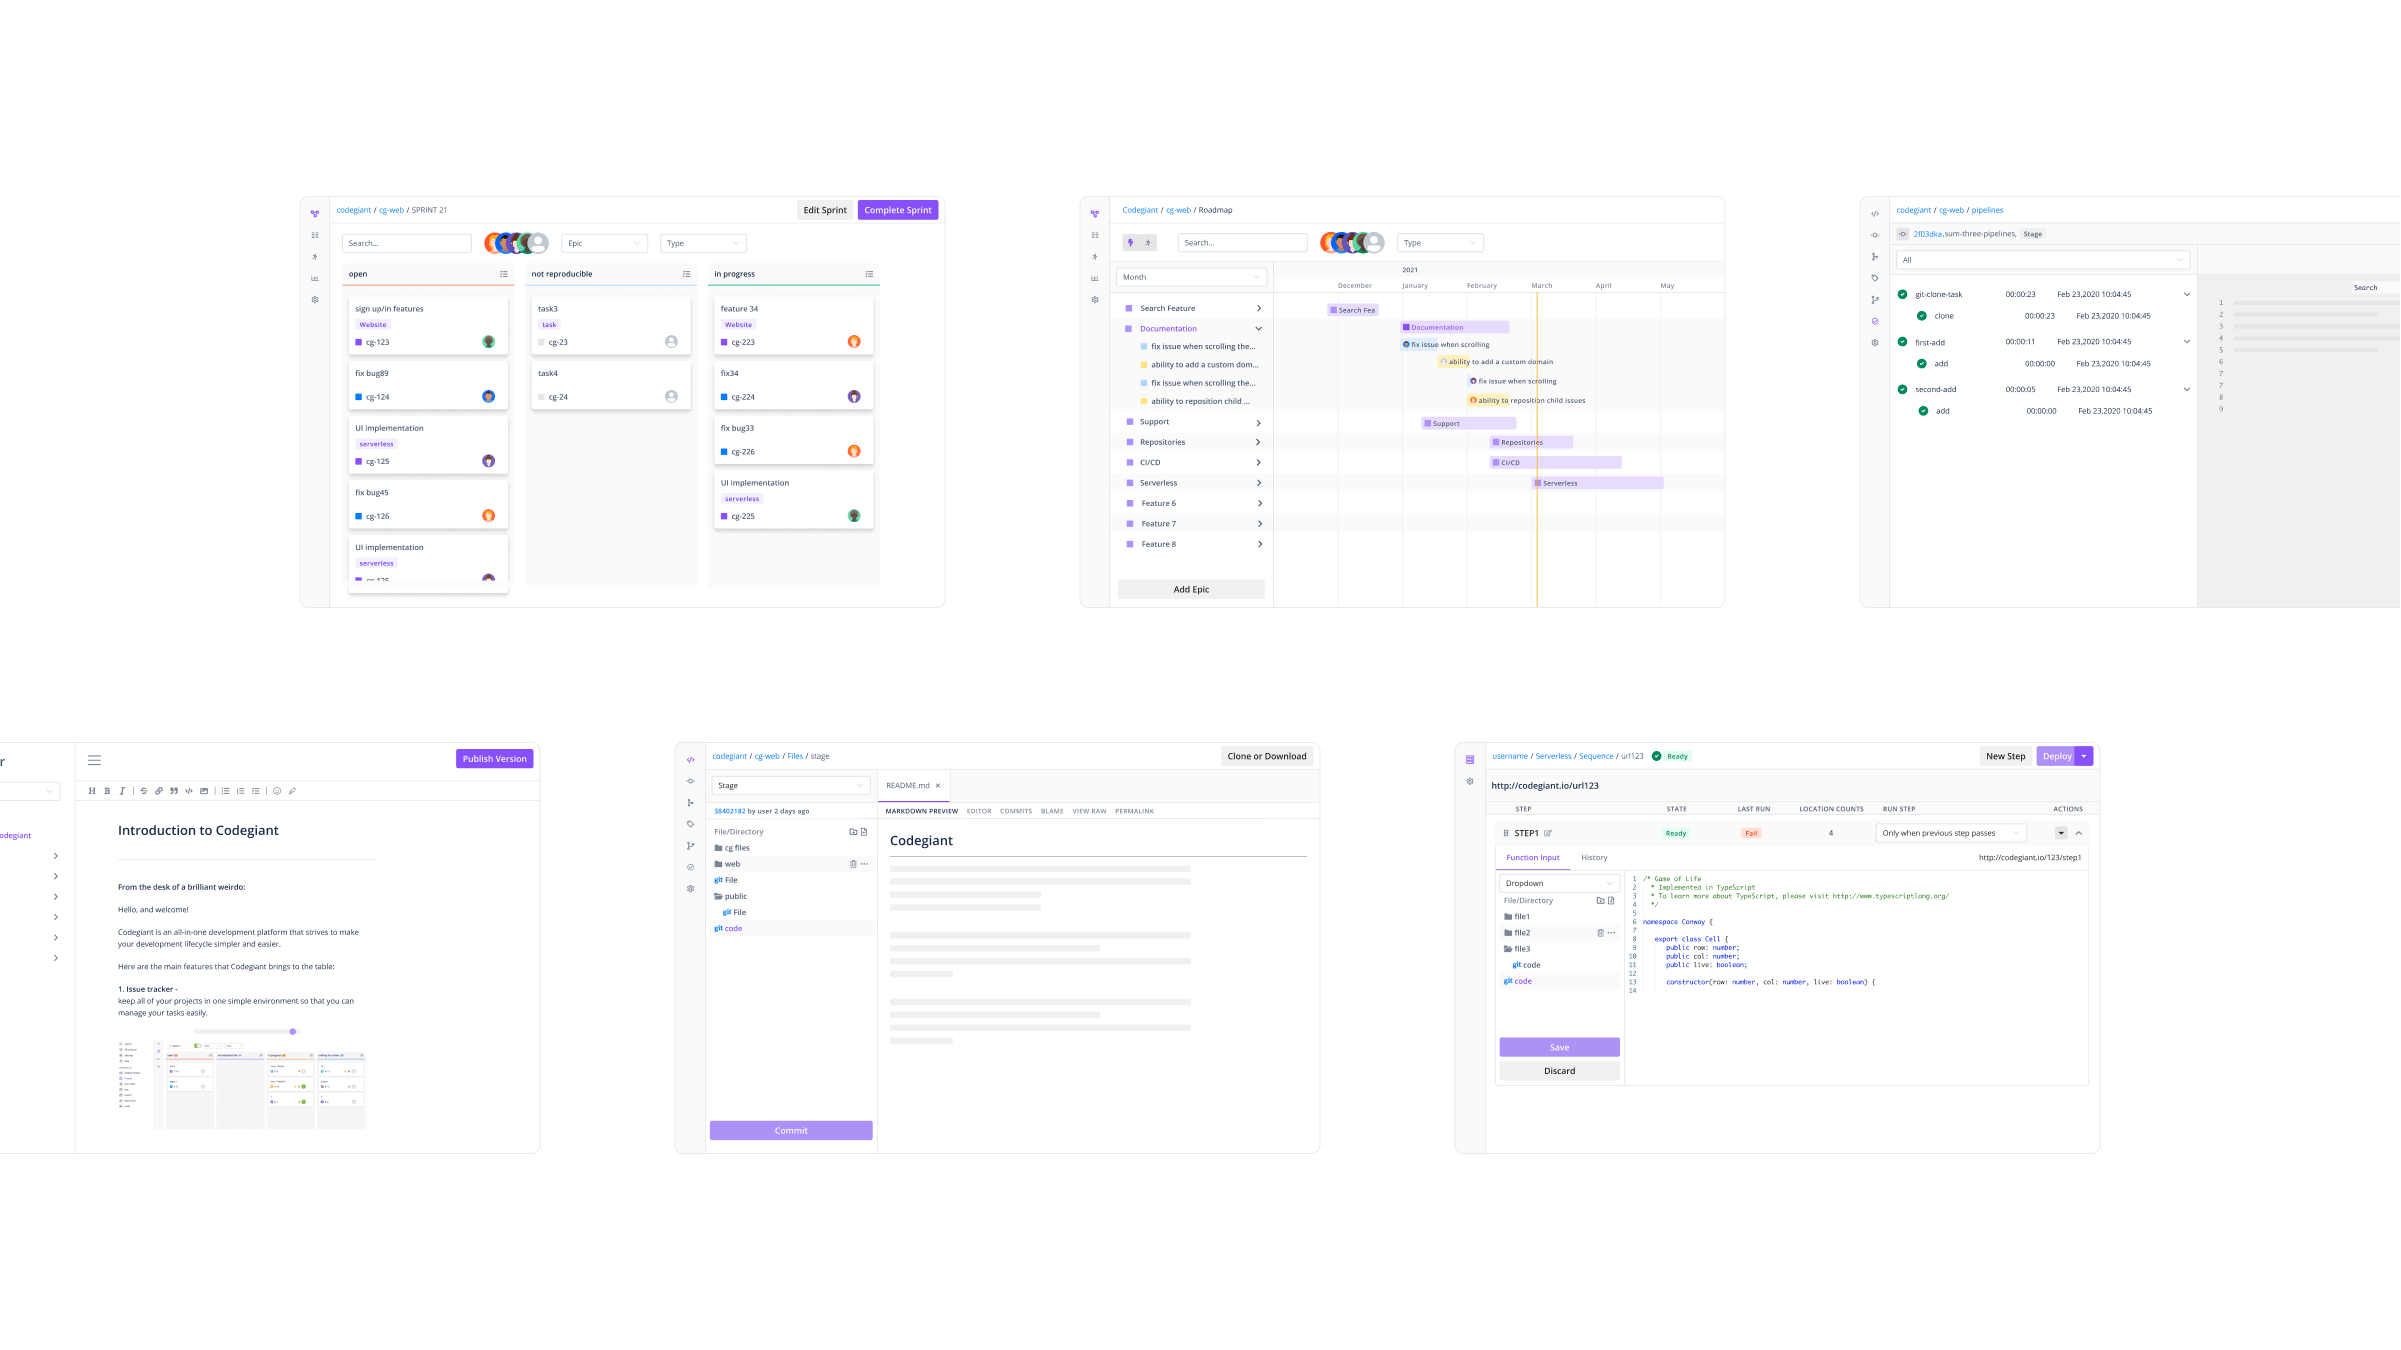 codegiant / cg-web / SPRINT 21
Edit Sprint
Complete Sprint
Search...
Epic
Type
open
not reproducible
in progress
sign up/in features
Website
cg-123
fix bug89
cg-124
UI implementation
serverless
cg-125
fix bug45
cg-126
UI implementation
serverless
cg-125
task3
task
cg-23
task4
cg-24
feature 34
Website
cg-223
fix34
cg-224
fix bug33
cg-226
UI implementation
serverless
cg-225
Codegiant / cg-web / Roadmap
Search...
Type
Month
2021
December
January
February
March
April
May
Search Feature
Documentation
fix issue when scrolling the...
ability to add a custom dom...
fix issue when scrolling the...
ability to reposition child ...
Support
Repositories
CI/CD
Serverless
Feature 6
Feature 7
Feature 8
Add Epic
Search Fea
Documentation
fix issue when scrolling
ability to add a custom domain
fix issue when scrolling
ability to reposition child issues
Support
Repositories
CI/CD
Serverless
codegiant / cg-web / pipelines
2f03dka,sum-three-pipelines, Stage
All
git-clone-task 00:00:23 Feb 23,2020 10:04:45
clone 00:00:23 Feb 23,2020 10:04:45
first-add 00:00:11 Feb 23,2020 10:04:45
add 00:00:00 Feb 23,2020 10:04:45
second-add 00:00:05 Feb 23,2020 10:04:45
add 00:00:00 Feb 23,2020 10:04:45
Search
1
2
3
4
5
6
7
7
8
9
r
odegiant
Publish Version
H B I
Introduction to Codegiant
From the desk of a brilliant weirdo:
Hello, and welcome!
Codegiant is an all-in-one development platform that strives to make
your development lifecycle simpler and easier.
Here are the main features that Codegiant brings to the table:
1. Issue tracker -
keep all of your projects in one simple environment so that you can
manage your tasks easily.
codegiant / cg-web / Files / stage
Clone or Download
Stage
README.md ×
38402182 by user 2 days ago
MARKDOWN PREVIEW EDITOR COMMITS BLAME VIEW RAW PERMALINK
File/Directory
cg files
web
git File
public
git File
git code
Commit
Codegiant
username / Serverless / Sequence / url123 Ready
New Step
Deploy
http://codegiant.io/url123
STEP STATE LAST RUN LOCATION COUNTS RUN STEP ACTIONS
STEP1 Ready Fail 4 Only when previous step passes
Function Input History http://codegiant.io/123/step1
Dropdown
File/Directory
file1
file2
file3
git code
git code
Save
Discard
1 /* Game of Life
2 * Implemented in TypeScript
3 * To learn more about TypeScript, please visit http://www.typescriptlang.org/
4 */
5
6 namespace Conway {
7
8 export class Cell {
9 public row: number;
10 public col: number;
11 public live: boolean;
12
13 constructor(row: number, col: number, live: boolean) {
14